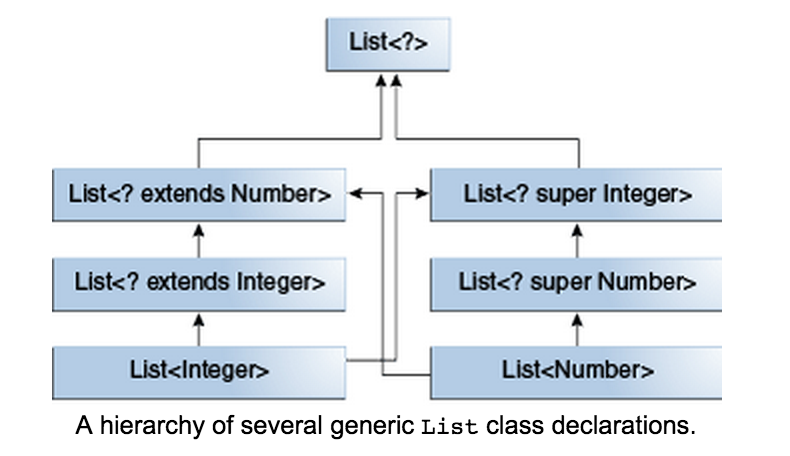 List<?>
List<? extends Number>
List<? super Integer>
List<? extends Integer>
List<? super Number>
List<Integer>
List<Number>
A hierarchy of several generic List class declarations.